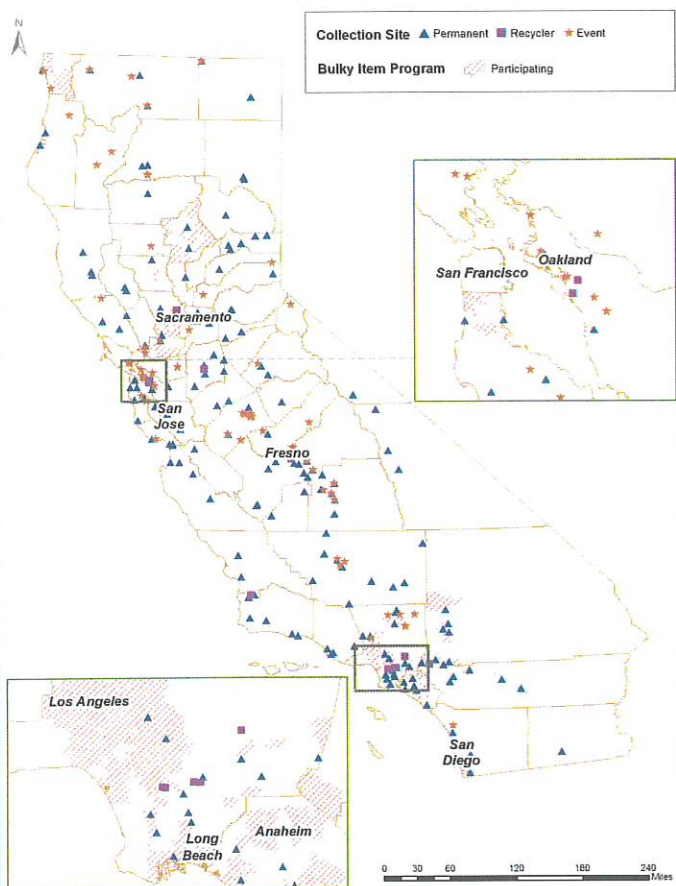 N
Collection Site Permanent Recycler Event
Bulky Item Program Participating
Oakland
San Francisco
Sacramento
San
Jose
Fresno
Los Angeles
San
Diego
Anaheim
Long
Beach
0 15 30 60 120 180 240
Miles